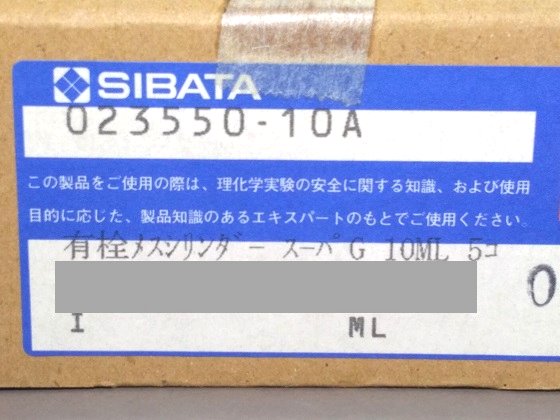 SIBATA
023550-10A
この製品をご使用の際は、理化学実験の安全に関する知識、および使用
目的に応じた、製品知識のあるエキスパートのもとでご使用ください。
有栓ﾒｽｼﾘﾝﾀﾞｰ ｽｰﾊﾟG 10ML 5ｺ
0
I ML